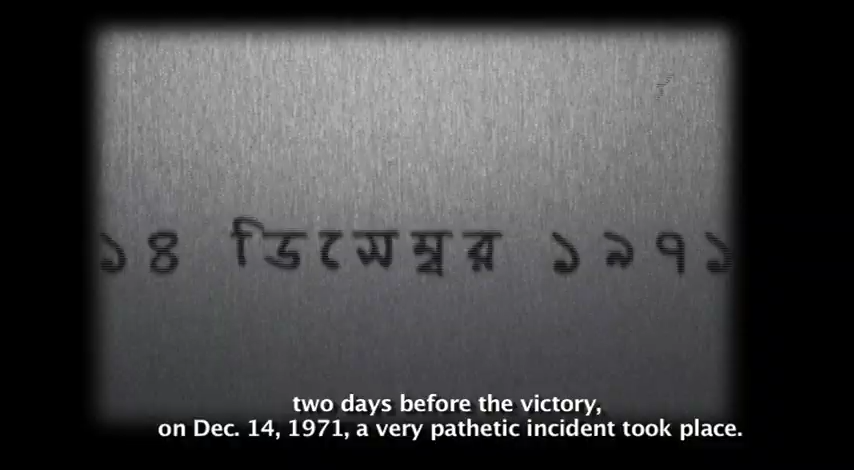 ১৪ ডিসেম্বর ১৯৭১
two days before the victory,
on Dec. 14, 1971, a very pathetic incident took place.